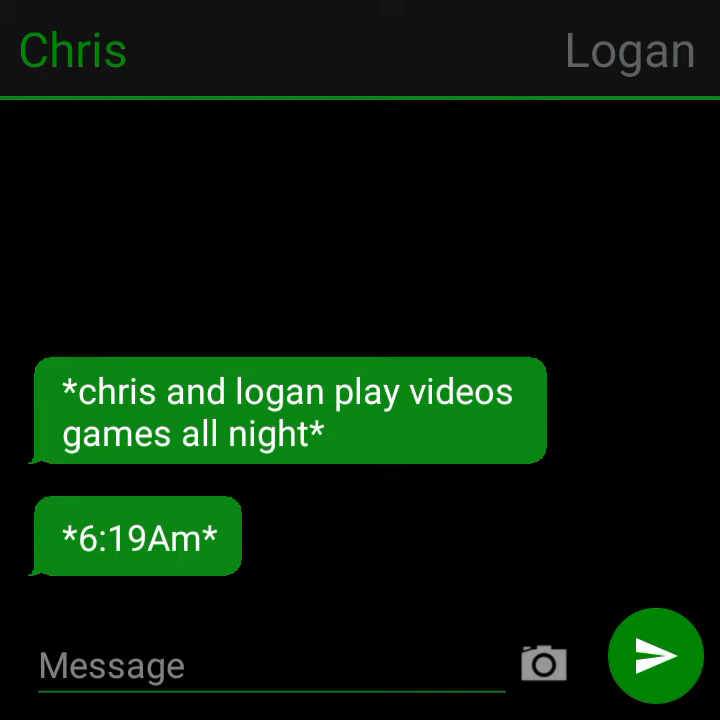 Chris
Logan
*chris and logan play videos
games all night*
*6:19Am*
Message